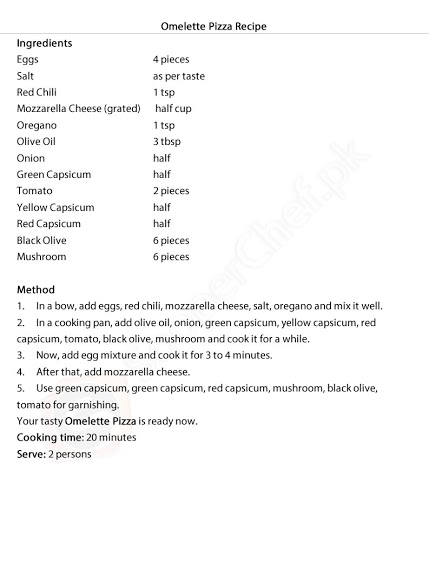 Omelette Pizza Recipe
Ingredients
Eggs 4 pieces
Salt as per taste
Red Chili 1 tsp
Mozzarella Cheese (grated) half cup
Oregano 1 tsp
Olive Oil 3 tbsp
Onion half
Green Capsicum half
Tomato 2 pieces
Yellow Capsicum half
Red Capsicum half
Black Olive 6 pieces
Mushroom 6 pieces
Method
1. In a bow, add eggs, red chili, mozzarella cheese, salt, oregano and mix it well.
2. In a cooking pan, add olive oil, onion, green capsicum, yellow capsicum, red
capsicum, tomato, black olive, mushroom and cook it for a while.
3. Now, add egg mixture and cook it for 3 to 4 minutes.
4. After that, add mozzarella cheese.
5. Use green capsicum, green capsicum, red capsicum, mushroom, black olive,
tomato for garnishing.
Your tasty Omelette Pizza is ready now.
Cooking time: 20 minutes
Serve: 2 persons